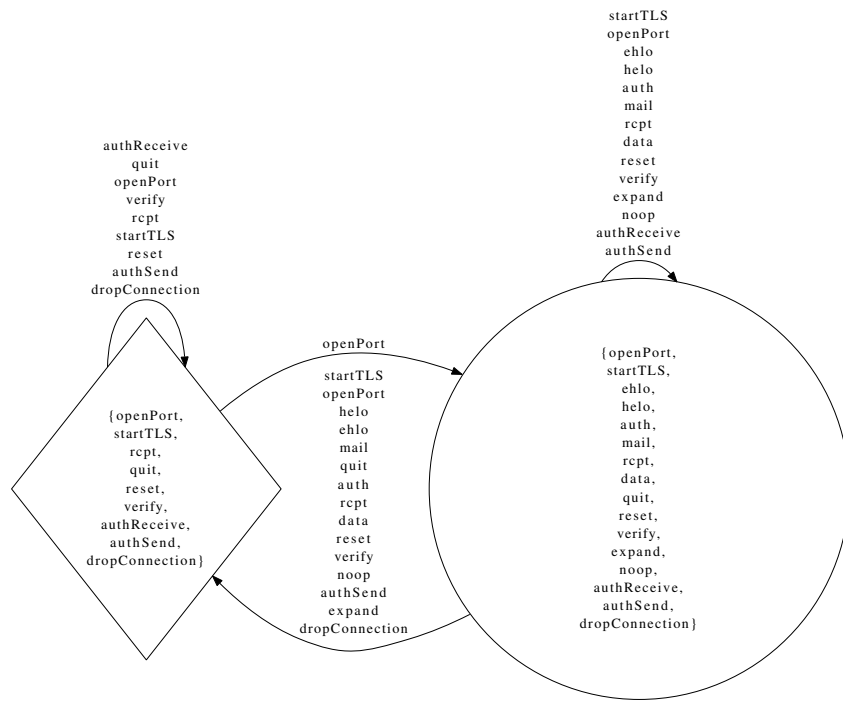 startTLS
openPort
ehlo
helo
auth
mail
rcpt
data
reset
verify
expand
noop
authReceive
authSend
authReceive
quit
openPort
verify
rcpt
startTLS
reset
authSend
dropConnection
openPort
startTLS
openPort
helo
ehlo
mail
quit
auth
rcpt
data
reset
verify
noop
authSend
expand
dropConnection
{openPort,
startTLS,
rcpt,
quit,
reset,
verify,
authReceive,
authSend,
dropConnection}
{openPort,
startTLS,
ehlo,
helo,
auth,
mail,
rcpt,
data,
quit,
reset,
verify,
expand,
noop,
authReceive,
authSend,
dropConnection}